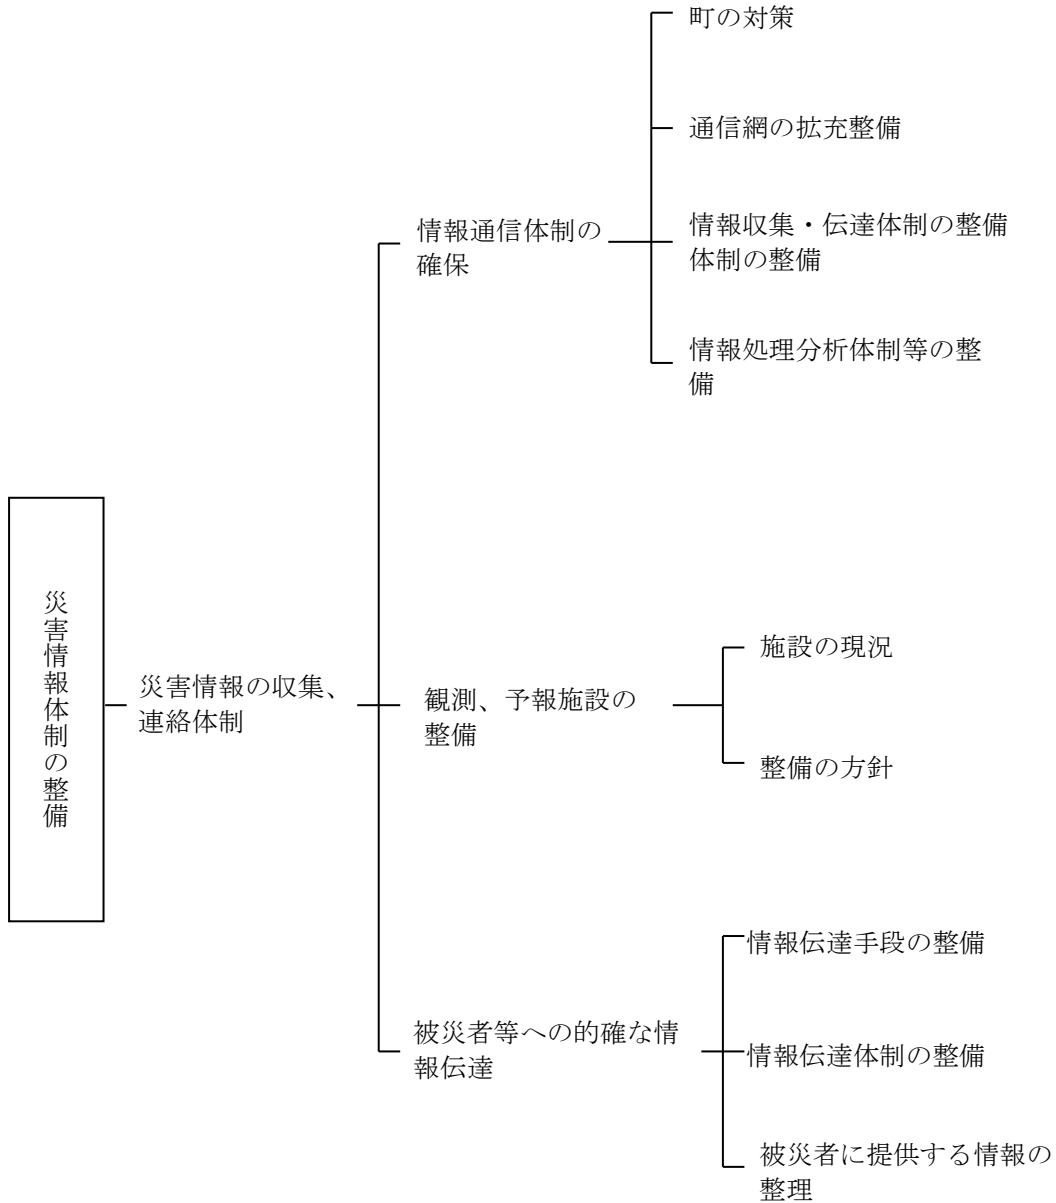 災害情報体制の整備
災害情報の収集、
連絡体制
情報通信体制の
確保
町の対策
通信網の拡充整備
情報収集・伝達体制の整備
体制の整備
情報処理分析体制等の整
備
観測、予報施設の
整備
施設の現況
整備の方針
被災者等への的確な情
報伝達
情報伝達手段の整備
情報伝達体制の整備
被災者に提供する情報の
整理